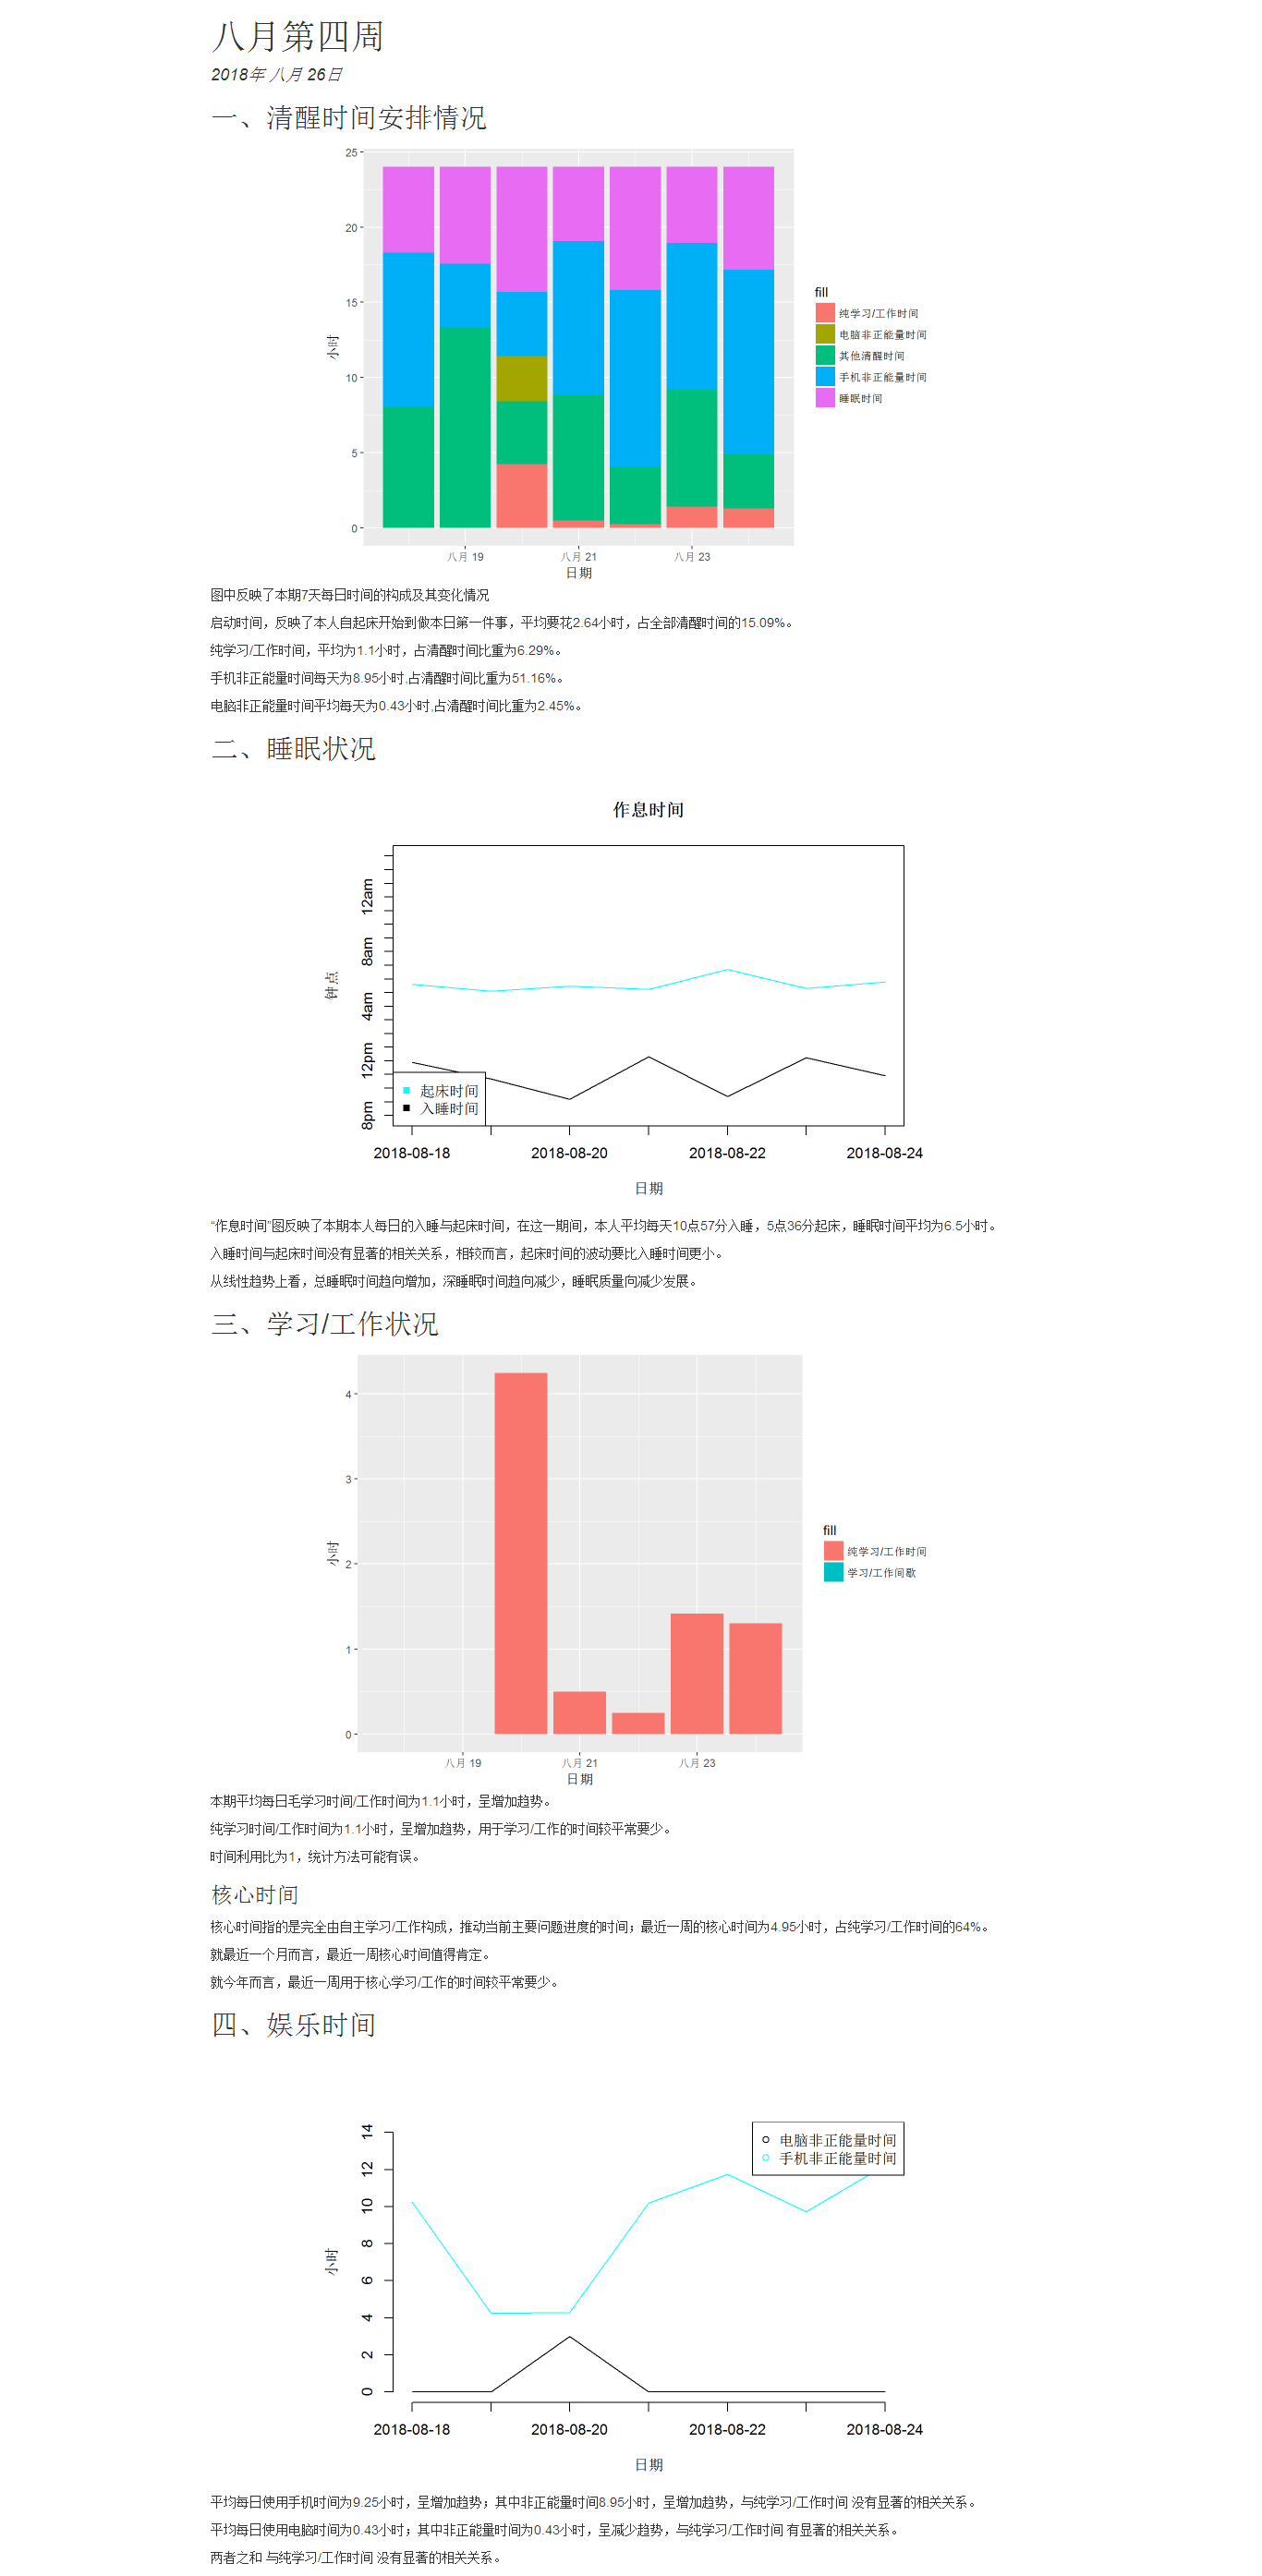 八月第四周
2018年 八月 26日
一、清醒时间安排情况
25
20
15
10
5
0
小时
八月 19
八月 21
八月 23
日期
fill
纯学习/工作时间
电脑非正能量时间
其他清醒时间
手机非正能量时间
睡眠时间
图中反映了本期7天每日时间的构成及其变化情况
启动时间，反映了本人自起床开始到做本日第一件事，平均要花2.64小时，占全部清醒时间的15.09%。
纯学习/工作时间，平均为1.1小时，占清醒时间比重为6.29%。
手机非正能量时间每天为8.95小时,占清醒时间比重为51.16%。
电脑非正能量时间平均每天为0.43小时,占清醒时间比重为2.45%。
二、睡眠状况
作息时间
12am
8am
4am
12pm
8pm
钟点
起床时间
入睡时间
2018-08-18
2018-08-20
2018-08-22
2018-08-24
日期
“作息时间”图反映了本期本人每日的入睡与起床时间，在这一期间，本人平均每天10点57分入睡，5点36分起床，睡眠时间平均为6.5小时。
入睡时间与起床时间没有显著的相关关系，相较而言，起床时间的波动要比入睡时间更小。
从线性趋势上看，总睡眠时间趋向增加，深睡眠时间趋向减少，睡眠质量向减少发展。
三、学习/工作状况
4
3
2
1
0
小时
八月 19
八月 21
八月 23
日期
fill
纯学习/工作时间
学习/工作间歇
本期平均每日毛学习时间/工作时间为1.1小时，呈增加趋势。
纯学习时间/工作时间为1.1小时，呈增加趋势，用于学习/工作的时间较平常要少。
时间利用比为1，统计方法可能有误。
核心时间
核心时间指的是完全由自主学习/工作构成，推动当前主要问题进度的时间；最近一周的核心时间为4.95小时，占纯学习/工作时间的64%。
就最近一个月而言，最近一周核心时间值得肯定。
就今年而言，最近一周用于核心学习/工作的时间较平常要少。
四、娱乐时间
14
12
10
8
6
4
2
0
小时
电脑非正能量时间
手机非正能量时间
2018-08-18
2018-08-20
2018-08-22
2018-08-24
日期
平均每日使用手机时间为9.25小时，呈增加趋势；其中非正能量时间8.95小时，呈增加趋势，与纯学习/工作时间 没有显著的相关关系。
平均每日使用电脑时间为0.43小时；其中非正能量时间为0.43小时，呈减少趋势，与纯学习/工作时间 有显著的相关关系。
两者之和 与纯学习/工作时间 没有显著的相关关系。